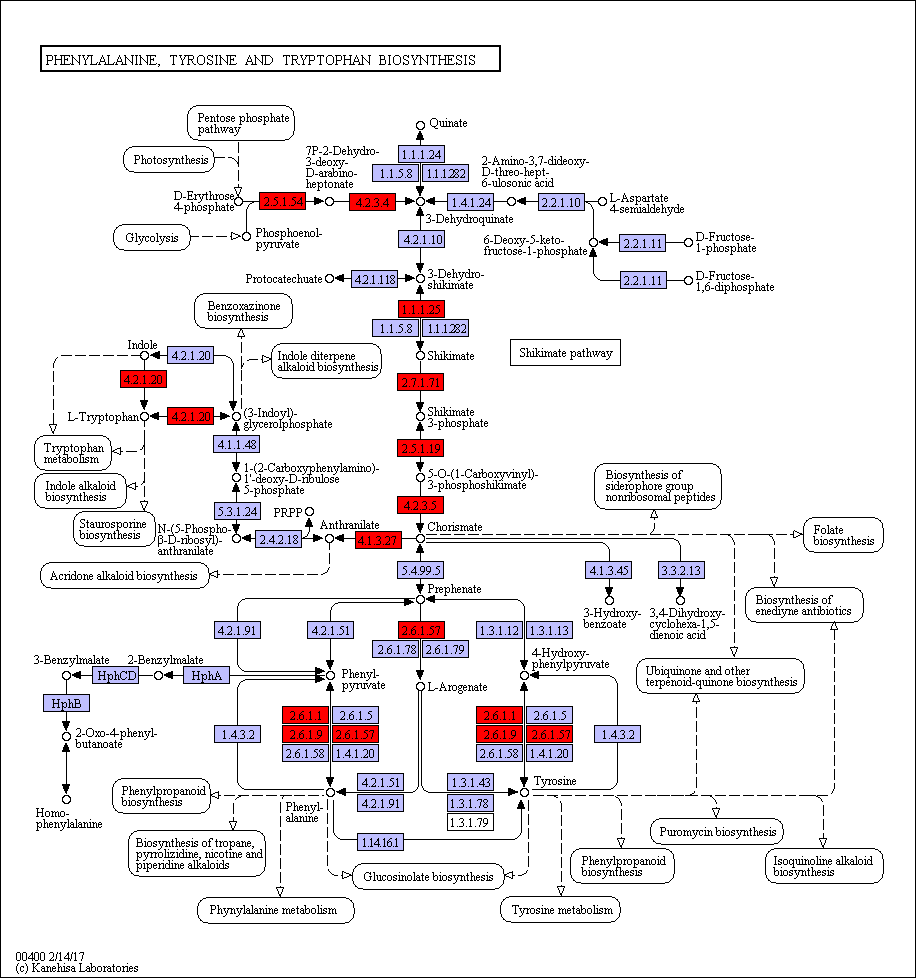 PHENYLALANINE, TYROSINE AND TRYPTOPHAN BIOSYNTHESIS
Pentose phosphate
pathway
Photosynthesis
D-Erythrose
4-phosphate
Glycolysis
Phosphoenol-
pyruvate
2.5.1.54
7P-2-Dehydro-
3-deoxy-
D-arabino-
heptonate
4.2.3.4
Quinate
1.1.1.24
1.1.5.8
1.1.1.282
3-Dehydroquinate
2-Amino-3,7-dideoxy-
D-threo-hept-
6-ulosonic acid
1.4.1.24
2.2.1.10
L-Aspartate
4-semialdehyde
6-Deoxy-5-keto-
fructose-1-phosphate
2.2.1.11
D-Fructose-
1-phosphate
2.2.1.11
D-Fructose-
1,6-diphosphate
4.2.1.10
Protocatechuate
4.2.1.118
3-Dehydro-
shikimate
1.1.1.25
1.1.5.8
1.1.1.282
Shikimate
Shikimate pathway
2.7.1.71
Shikimate
3-phosphate
2.5.1.19
5-O-(1-Carboxyvinyl)-
3-phosphoshikimate
4.2.3.5
Chorismate
Benzoxazinone
biosynthesis
Indole
4.2.1.20
Indole diterpene
alkaloid biosynthesis
4.2.1.20
L-Tryptophan
4.2.1.20
(3-Indoyl)-
glycerolphosphate
Tryptophan
metabolism
4.1.1.48
Indole alkaloid
biosynthesis
1-(2-Carboxyphenylamino)-
1'-deoxy-D-ribulose
5-phosphate
Staurosporine
biosynthesis
5.3.1.24
PRPP
N-(5-Phospho-
β-D-ribosyl)-
anthranilate
2.4.2.18
Anthranilate
4.1.3.27
Acridone alkaloid biosynthesis
Biosynthesis of
siderophore group
nonribosomal peptides
Folate
biosynthesis
4.1.3.45
3.3.2.13
3-Hydroxy-
benzoate
3,4-Dihydroxy-
cyclohexa-1,5-
dienoic acid
Biosynthesis of
enediyne antibiotics
Ubiquinone and other
terpenoid-quinone biosynthesis
5.4.99.5
Prephenate
4.2.1.91
4.2.1.51
2.6.1.57
2.6.1.78
2.6.1.79
1.3.1.12
1.3.1.13
4-Hydroxy-
phenylpyruvate
3-Benzylmalate
HphCD
2-Benzylmalate
HphA
Phenyl-
pyruvate
L-Arogenate
HphB
2-Oxo-4-phenyl-
butanoate
Homo-
phenylalanine
1.4.3.2
2.6.1.1
2.6.1.5
2.6.1.9
2.6.1.57
2.6.1.58
1.4.1.20
2.6.1.1
2.6.1.5
2.6.1.9
2.6.1.57
2.6.1.58
1.4.1.20
1.4.3.2
Phenylpropanoid
biosynthesis
Phenyl-
alanine
4.2.1.51
4.2.1.91
1.3.1.43
1.3.1.78
1.3.1.79
Tyrosine
1.14.16.1
Biosynthesis of tropane,
pyrrolizidine, nicotine and
piperidine alkaloids
Glucosinolate biosynthesis
Phynylalanine metabolism
Tyrosine metabolism
Phenylpropanoid
biosynthesis
Puromycin biosynthesis
Isoquinoline alkaloid
biosynthesis
00400 2/14/17
(c) Kanehisa Laboratories